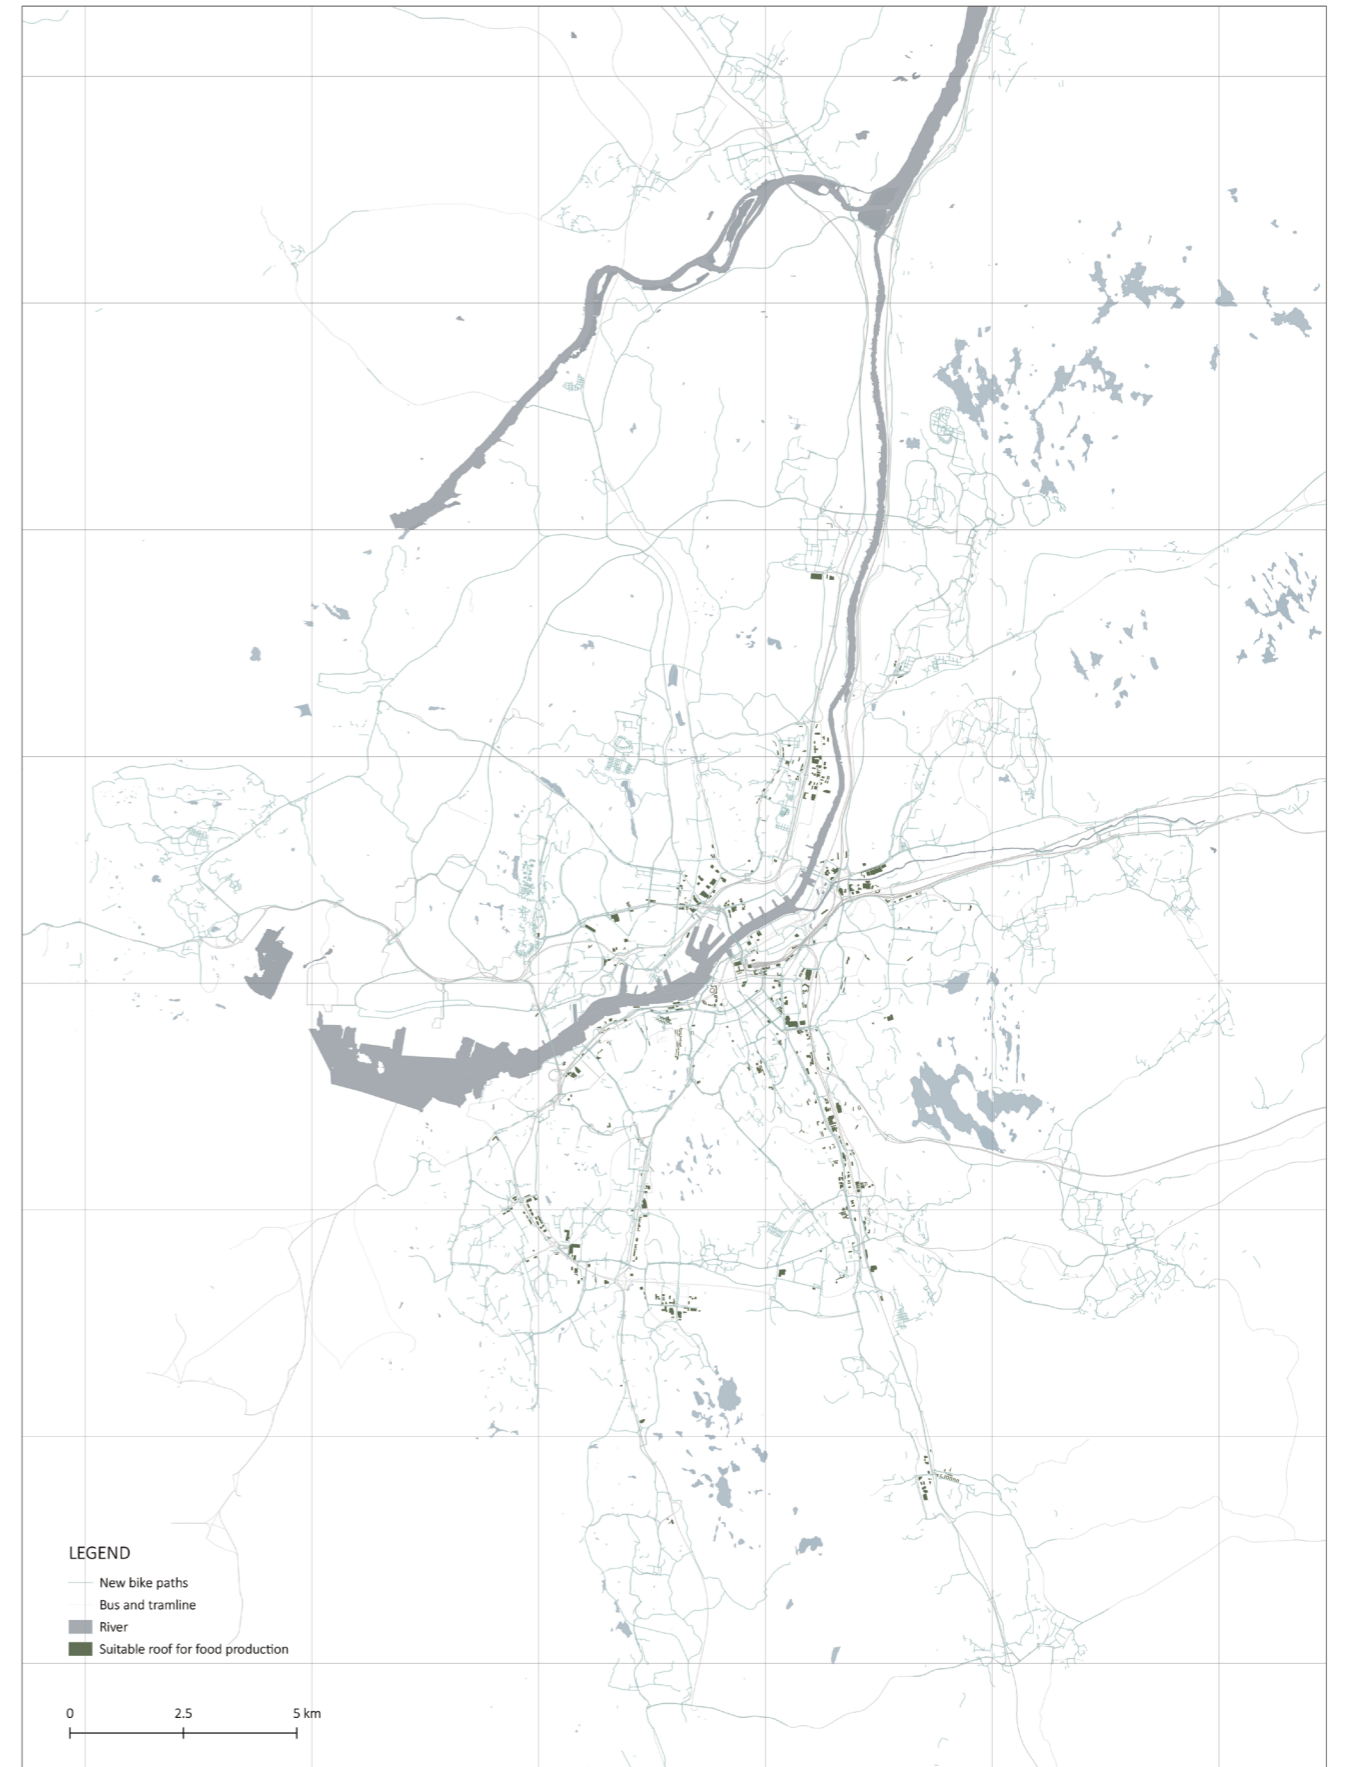 LEGEND
New bike paths
Bus and tramline
River
Suitable roof for food production
0 2.5 5 km